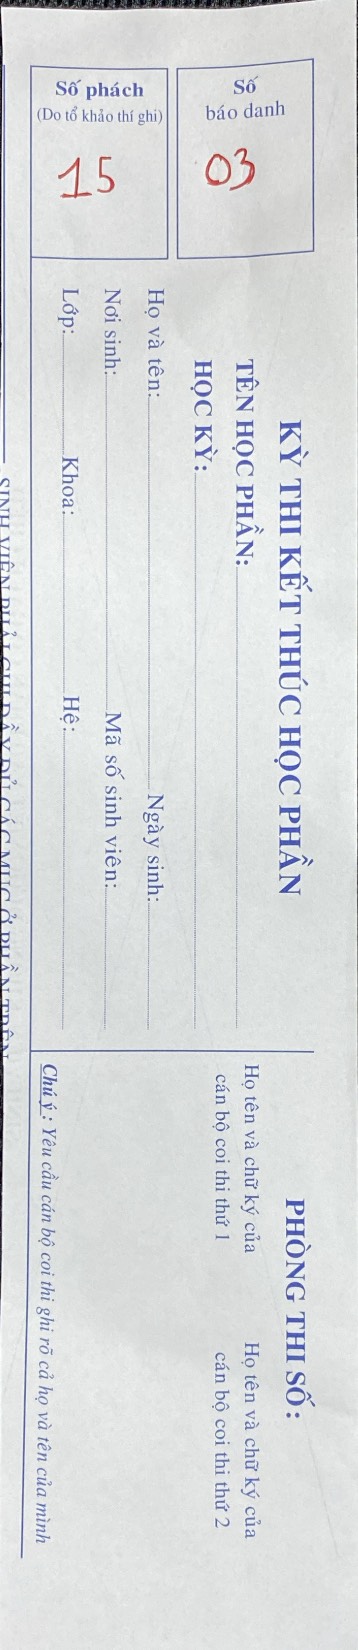 Số
báo danh
03
Số phách
(Do tổ khảo thí ghi)
15
KỲ THI KẾT THÚC HỌC PHẦN
TÊN HỌC PHẦN:
HỌC KỲ:
Họ và tên: Ngày sinh:
Nơi sinh: Mã số sinh viên:
Lớp: Khoa: Hệ:
PHÒNG THI SỐ:
Họ tên và chữ ký của
cán bộ coi thi thứ 1
Họ tên và chữ ký của
cán bộ coi thi thứ 2
Chú ý : Yêu cầu cán bộ coi thi ghi rõ cả họ và tên của mình
SINH VIÊN PHẢI GHI ĐẦY ĐỦ CÁC MỤC Ở PHẦN TRÊN